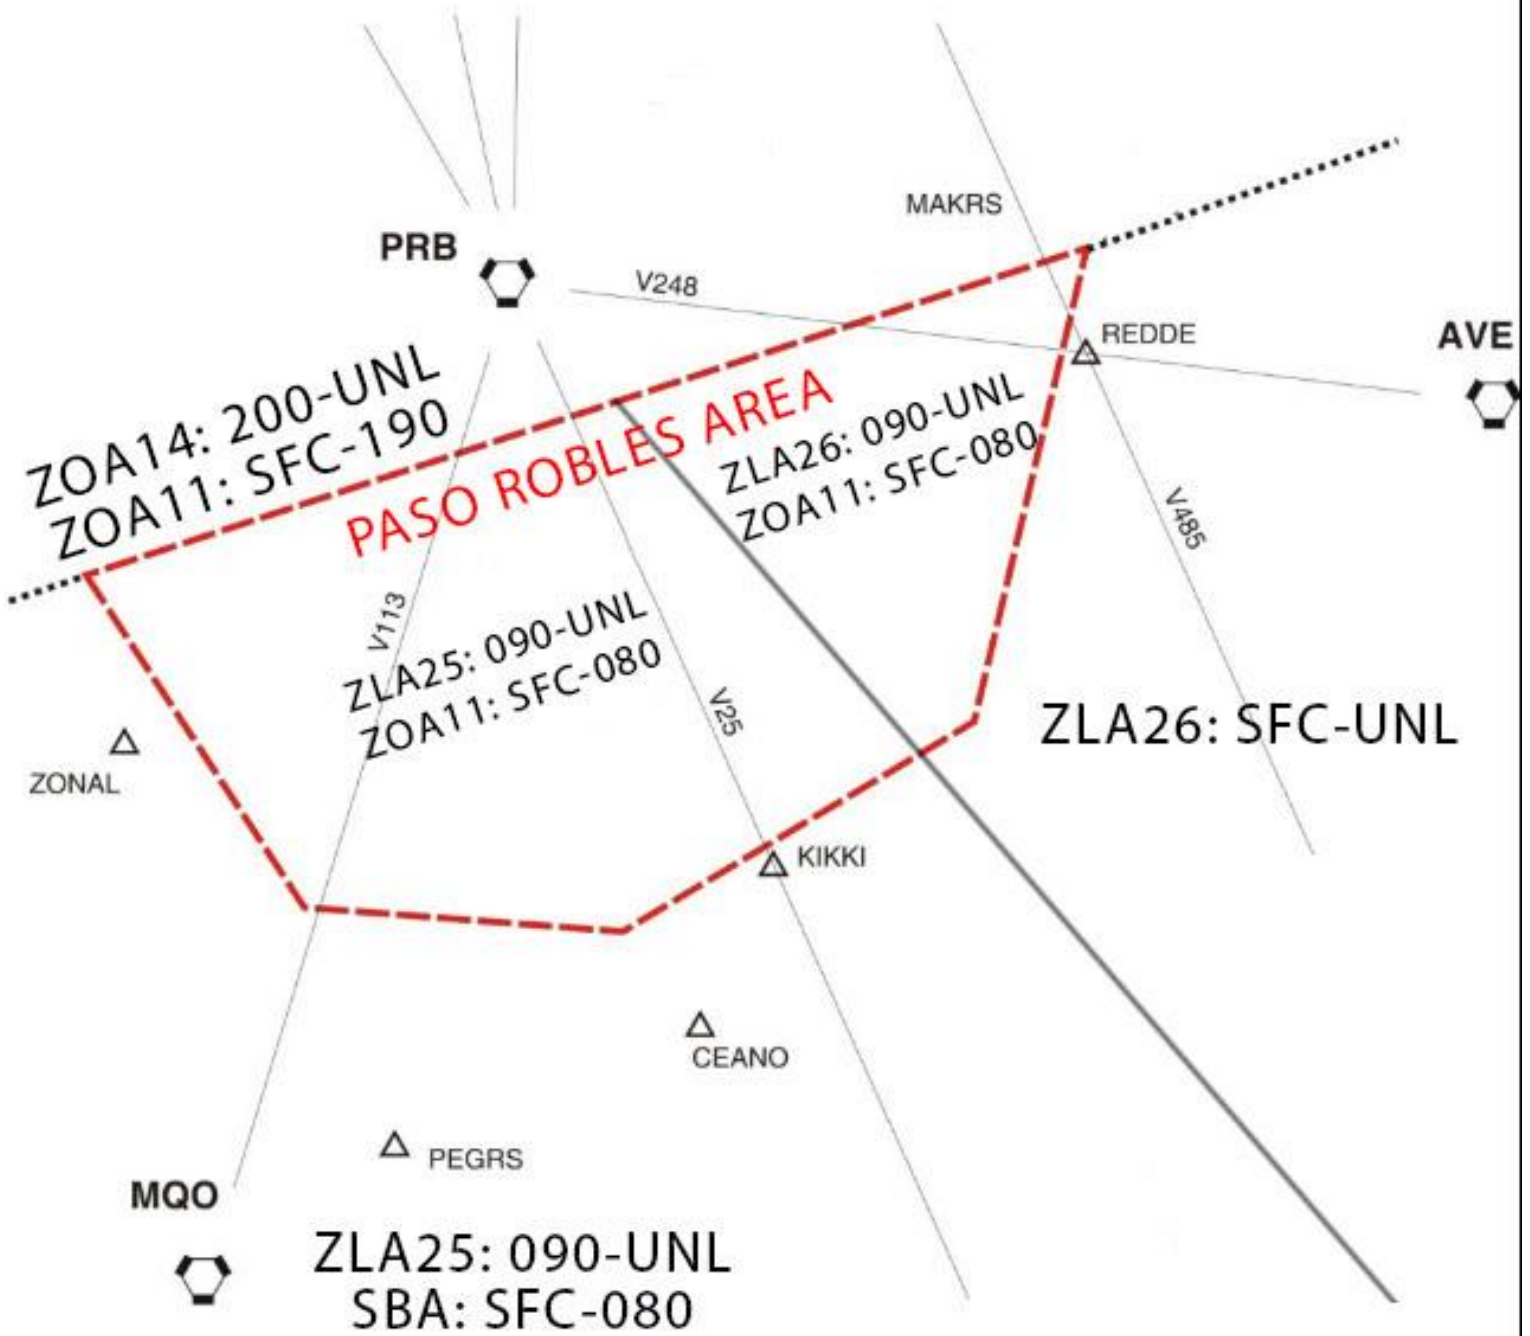 MAKRS
PRB
V248
REDDE
AVE
ZOA14: 200-UNL
ZOA11: SFC-190
PASO ROBLES AREA
ZLA26: 090-UNL
ZOA11: SFC-080
V485
V113
ZLA25: 090-UNL
ZOA11: SFC-080
V25
ZLA26: SFC-UNL
ZONAL
KIKKI
CEANO
PEGRS
MQO
ZLA25: 090-UNL
SBA: SFC-080